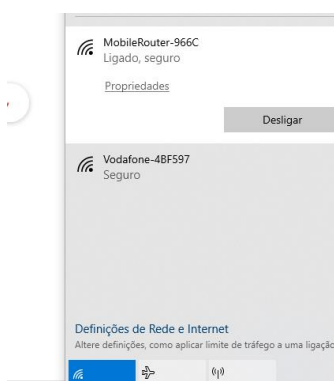 MobileRouter-966C
Ligado, seguro
Propriedades
Desligar
Vodafone-4BF597
Seguro
Definições de Rede e Internet
Altere definições, como aplicar limite de tráfego a uma ligação